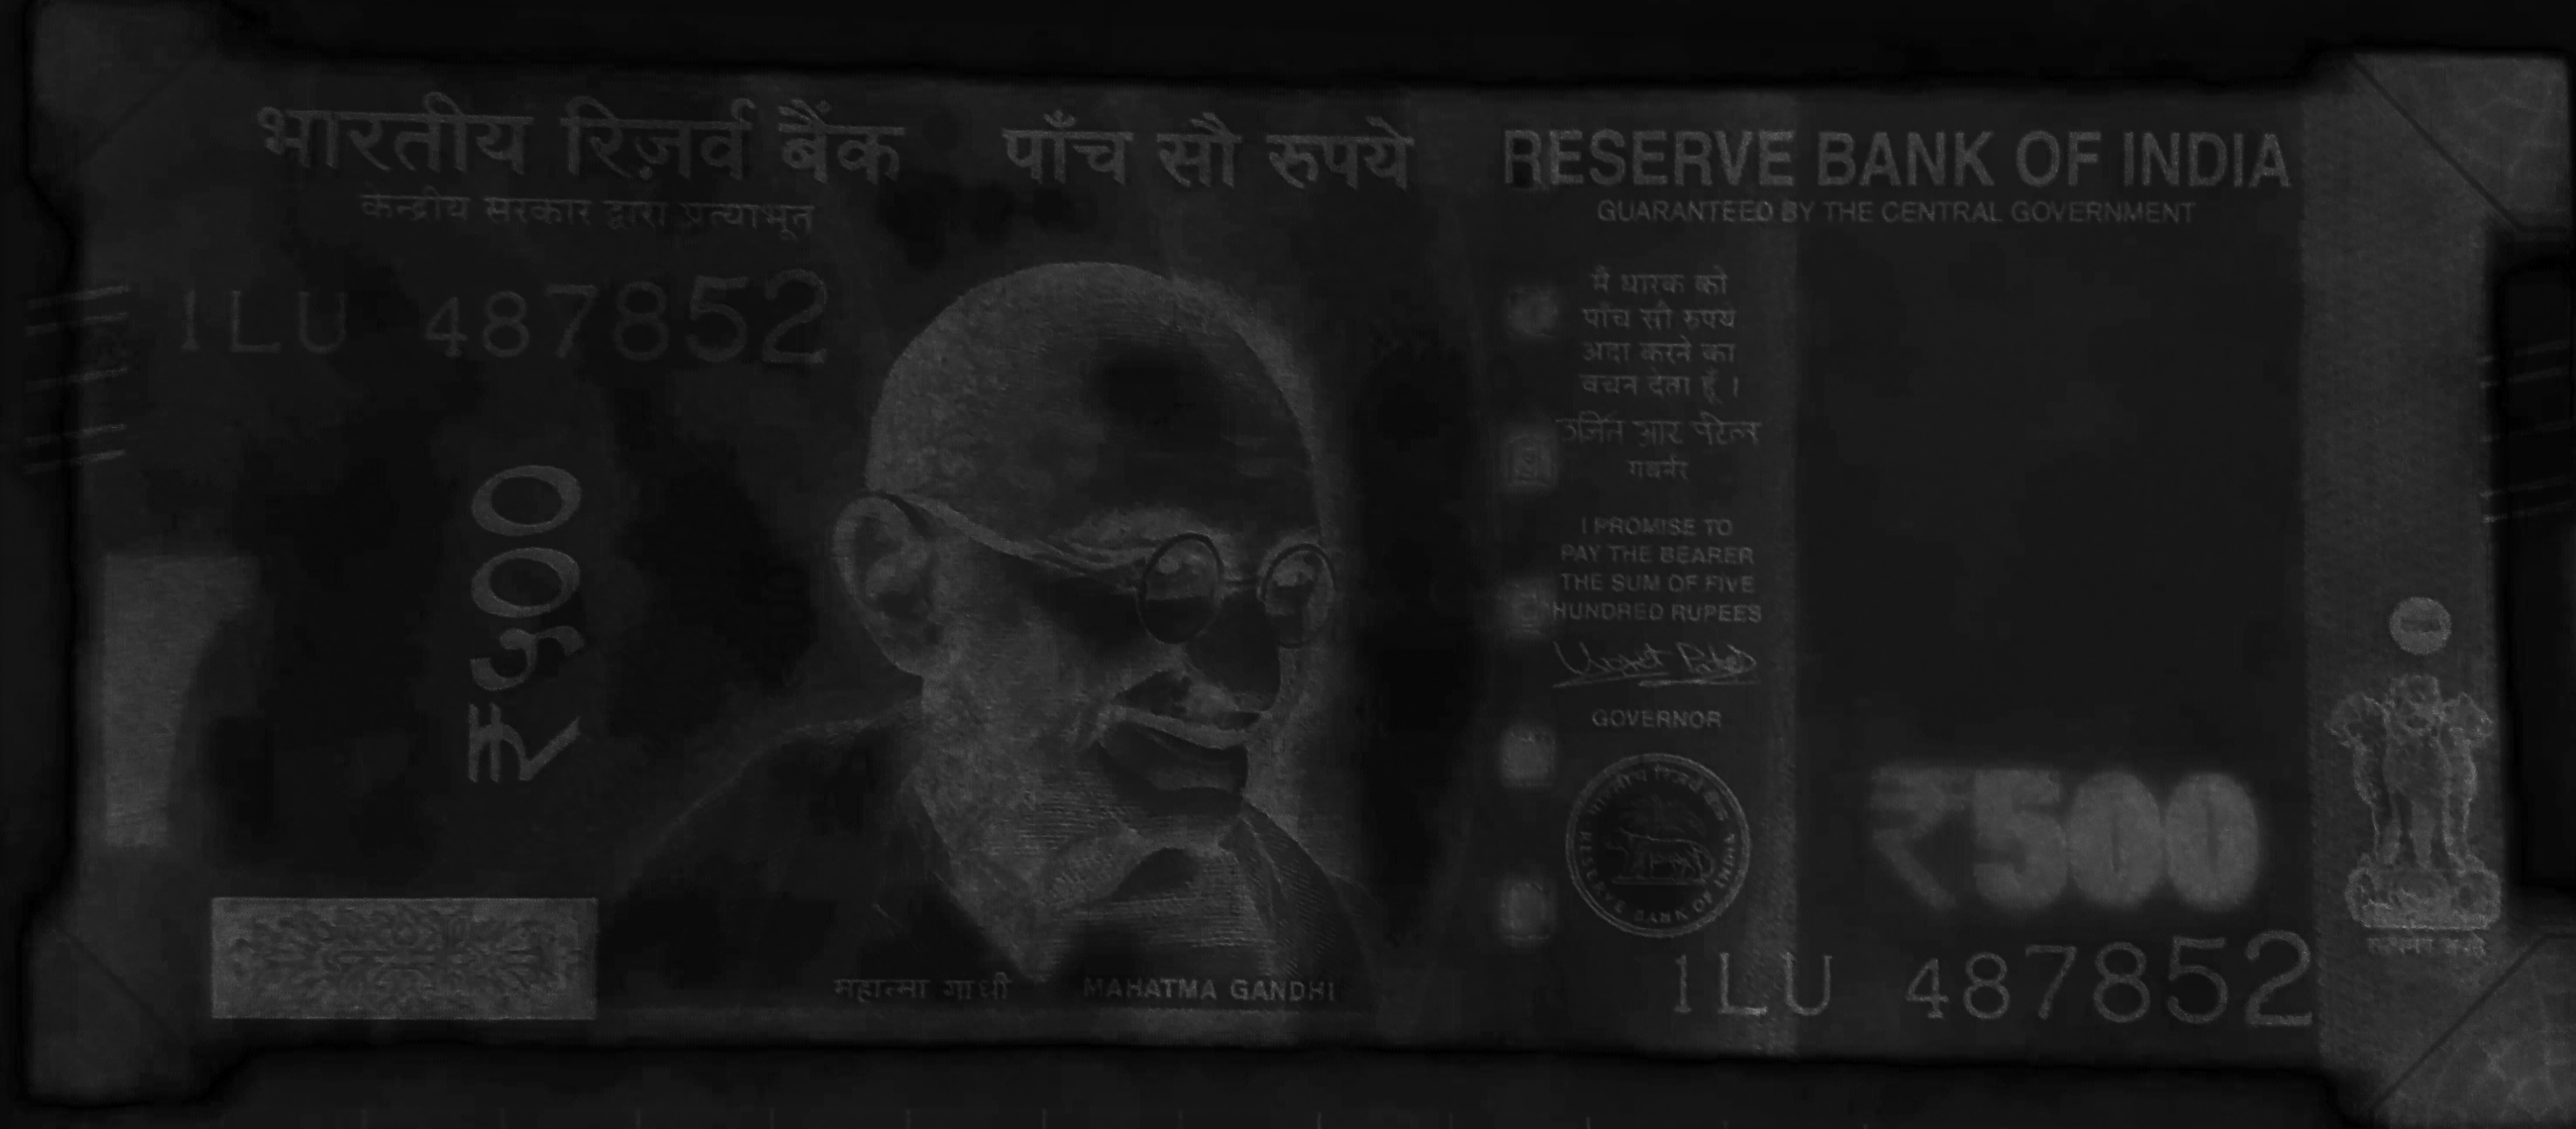 भारतीय रिज़र्व बैंक पाँच सौ रुपये RESERVE BANK OF INDIA
केन्द्रीय सरकार द्वारा प्रत्याभूत GUARANTEED BY THE CENTRAL GOVERNMENT
1LU 487852
₹५००
मैं धारक को
पाँच सौ रुपये
अदा करने का
वचन देता हूँ ।
उर्जित आर पटेल
गवर्नर
I PROMISE TO
PAY THE BEARER
THE SUM OF FIVE
HUNDRED RUPEES
GOVERNOR
भारतीय रिज़र्व बैंक
RESERVE BANK OF INDIA
₹500
1LU 487852
सत्यमेव जयते
महात्मा गांधी MAHATMA GANDHI